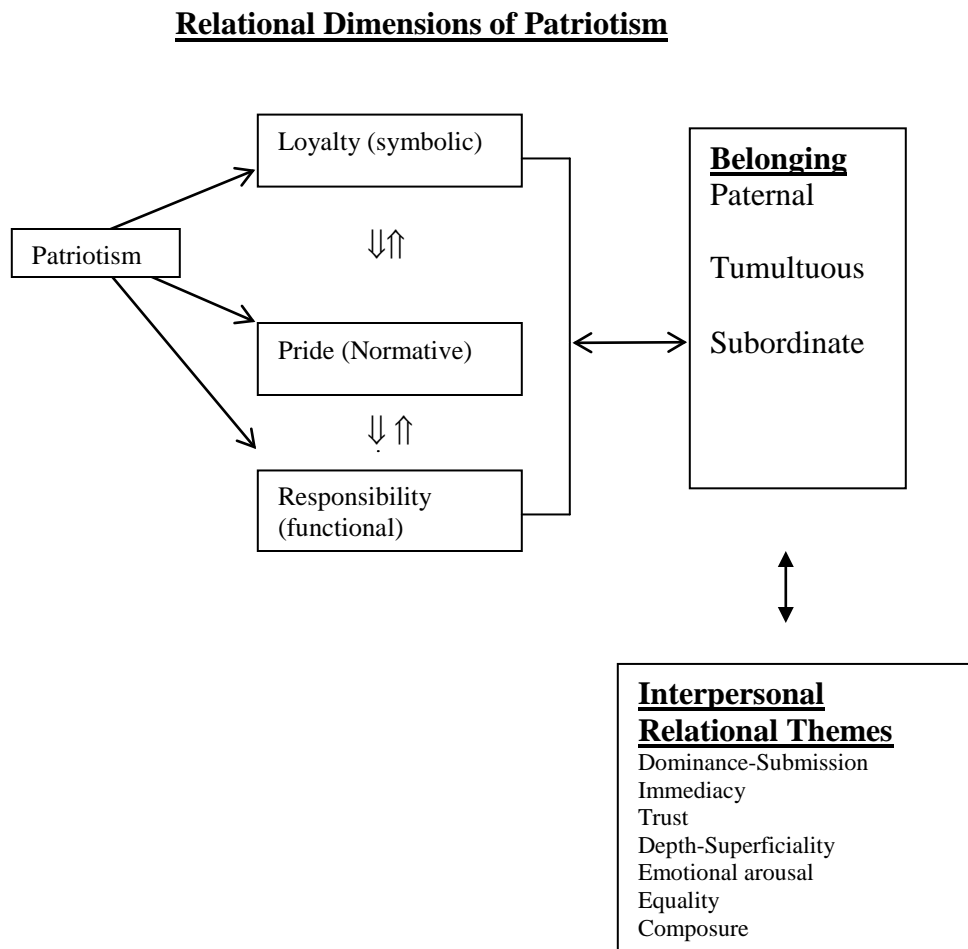 Relational Dimensions of Patriotism
Loyalty (symbolic)
Patriotism
⇓⇑
Pride (Normative)
⇓ ⇑
Responsibility
(functional)
Belonging
Paternal
Tumultuous
Subordinate
Interpersonal
Relational Themes
Dominance-Submission
Immediacy
Trust
Depth-Superficiality
Emotional arousal
Equality
Composure